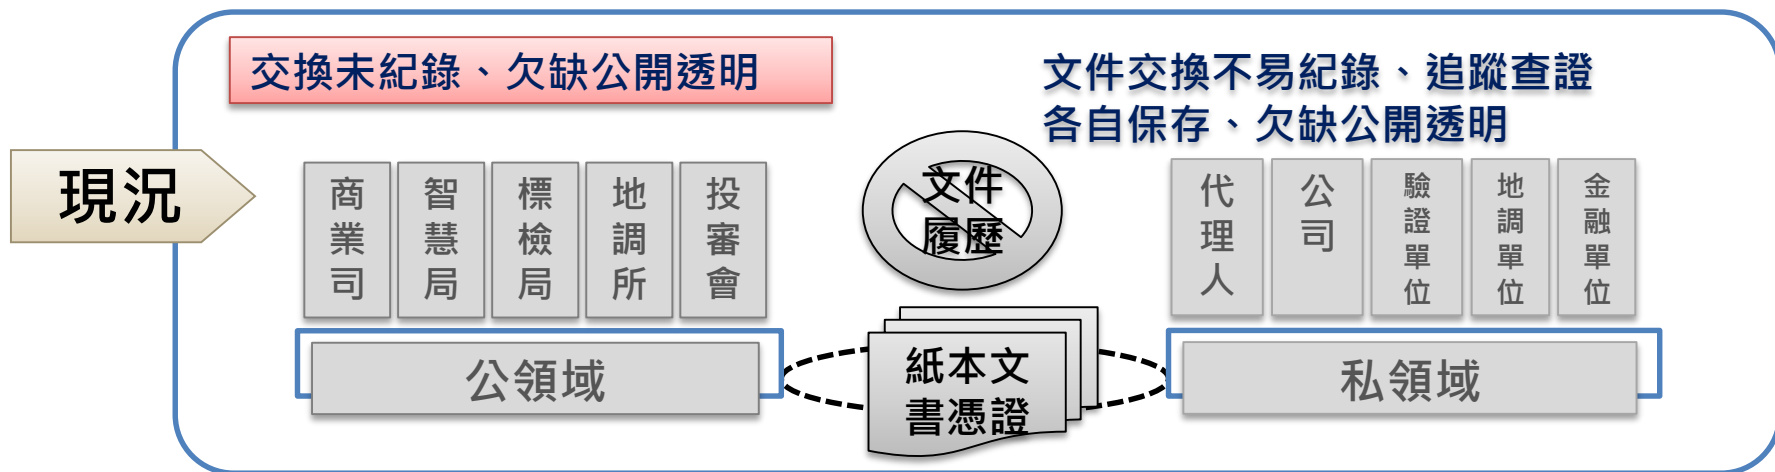 現況
交換未紀錄、欠缺公開透明
商業司
智慧局
標檢局
地調所
投審會
公領域
文件
履歷
紙本文
書憑證
文件交換不易紀錄、追蹤查證
各自保存、欠缺公開透明
代理人
公司
驗證單位
地調單位
金融單位
私領域